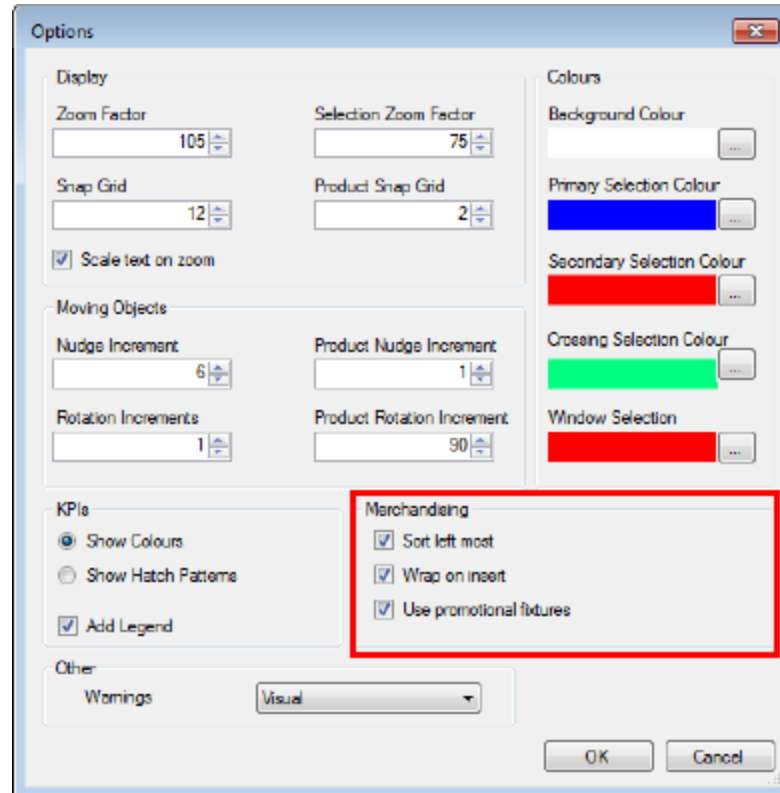 Options
Display
Zoom Factor
105
Selection Zoom Factor
75
Snap Grid
12
Product Snap Grid
2
Scale text on zoom
Colours
Background Colour
...
Primary Selection Colour
...
Secondary Selection Colour
...
Crossing Selection Colour
...
Window Selection
...
Moving Objects
Nudge Increment
6
Product Nudge Increment
1
Rotation Increments
1
Product Rotation Increment
90
KPIs
Show Colours
Show Hatch Patterns
Add Legend
Merchandising
Sort left most
Wrap on insert
Use promotional fixtures
Other
Warnings
Visual
OK
Cancel